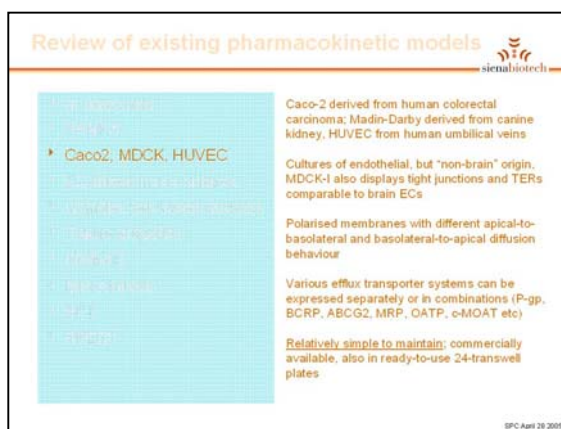 Review of existing pharmacokinetic models
sienabiotech
Caco2, MDCK, HUVEC
Caco-2 derived from human colorectal
carcinoma; Madin-Darby derived from canine
kidney, HUVEC from human umbilical veins
Cultures of endothelial, but "non-brain" origin,
MDCK-I also displays tight junctions and TERs
comparable to brain ECs
Polarised membranes with different apical-to-
basolateral and basolateral-to-apical diffusion
behaviour
Various efflux transporter systems can be
expressed separately or in combinations (P-gp,
BCRP, ABCG2, MRP, OATP, c-MOAT etc)
Relatively simple to maintain; commercially
available, also in ready-to-use 24-transwell
plates